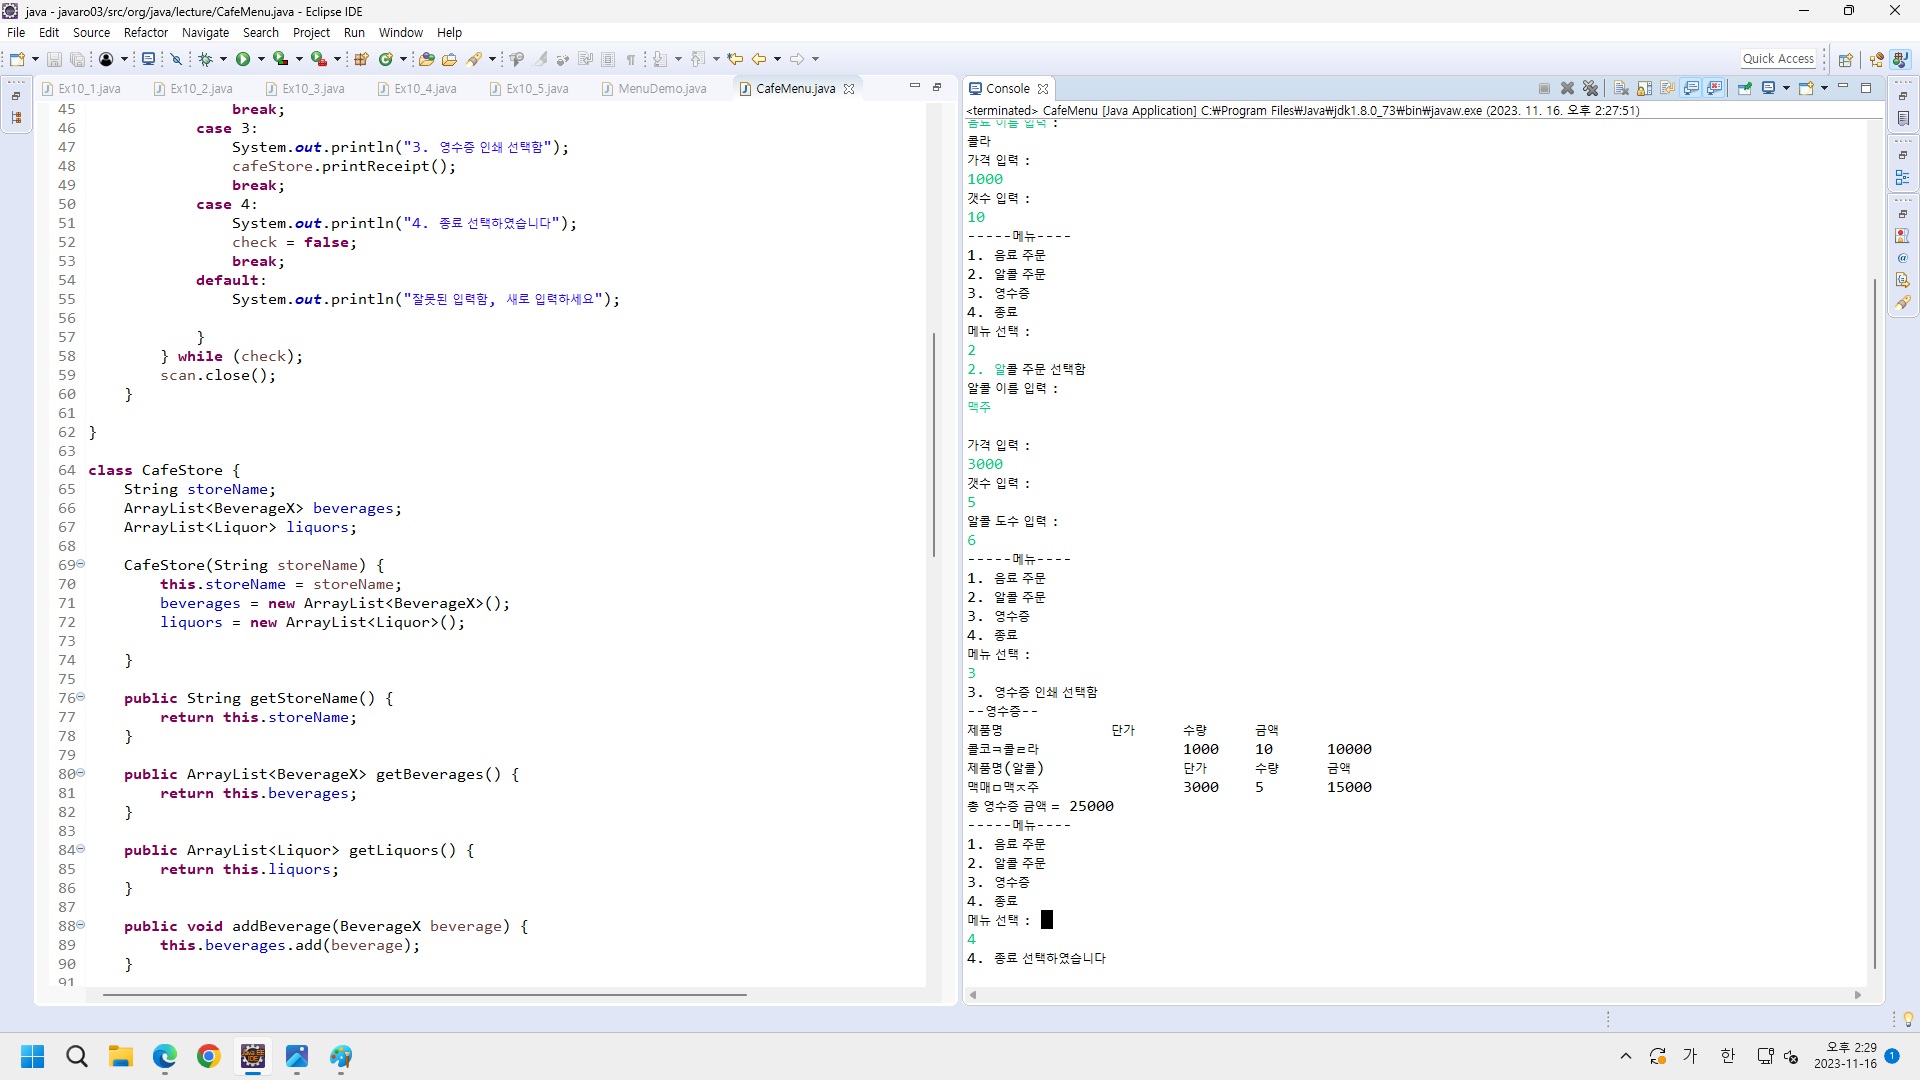 java - javaro03/src/org/java/lecture/CafeMenu.java - Eclipse IDE
File Edit Source Refactor Navigate Search Project Run Window Help
Quick Access
Ex10_1.java Ex10_2.java Ex10_3.java Ex10_4.java Ex10_5.java MenuDemo.java CafeMenu.java
45 break;
46 case 3:
47 System.out.println("3. 영수증 인쇄 선택함");
48 cafeStore.printReceipt();
49 break;
50 case 4:
51 System.out.println("4. 종료 선택하였습니다");
52 check = false;
53 break;
54 default:
55 System.out.println("잘못된 입력함, 새로 입력하세요");
56
57 }
58 } while (check);
59 scan.close();
60 }
61
62 }
63
64 class CafeStore {
65 String storeName;
66 ArrayList<BeverageX> beverages;
67 ArrayList<Liquor> liquors;
68
69 CafeStore(String storeName) {
70 this.storeName = storeName;
71 beverages = new ArrayList<BeverageX>();
72 liquors = new ArrayList<Liquor>();
73
74 }
75
76 public String getStoreName() {
77 return this.storeName;
78 }
79
80 public ArrayList<BeverageX> getBeverages() {
81 return this.beverages;
82 }
83
84 public ArrayList<Liquor> getLiquors() {
85 return this.liquors;
86 }
87
88 public void addBeverage(BeverageX beverage) {
89 this.beverages.add(beverage);
90 }
91
Console
<terminated> CafeMenu [Java Application] C:₩Program Files₩Java₩jdk1.8.0_73₩bin₩javaw.exe (2023. 11. 16. 오후 2:27:51)
음료 이름 입력 :
콜라
가격 입력 :
1000
갯수 입력 :
10
-----메뉴----
1. 음료 주문
2. 알콜 주문
3. 영수증
4. 종료
메뉴 선택 :
2
2. 알콜 주문 선택함
알콜 이름 입력 :
맥주
가격 입력 :
3000
갯수 입력 :
5
알콜 도수 입력 :
6
-----메뉴----
1. 음료 주문
2. 알콜 주문
3. 영수증
4. 종료
메뉴 선택 :
3
3. 영수증 인쇄 선택함
--영수증--
제품명 단가 수량 금액
콜코ㅋ콜ㄹ라 1000 10 10000
제품명(알콜) 단가 수량 금액
맥매ㅁ맥ㅈ주 3000 5 15000
총 영수증 금액 = 25000
-----메뉴----
1. 음료 주문
2. 알콜 주문
3. 영수증
4. 종료
메뉴 선택 :
4
4. 종료 선택하였습니다
가 한 오후 2:29
2023-11-16 1